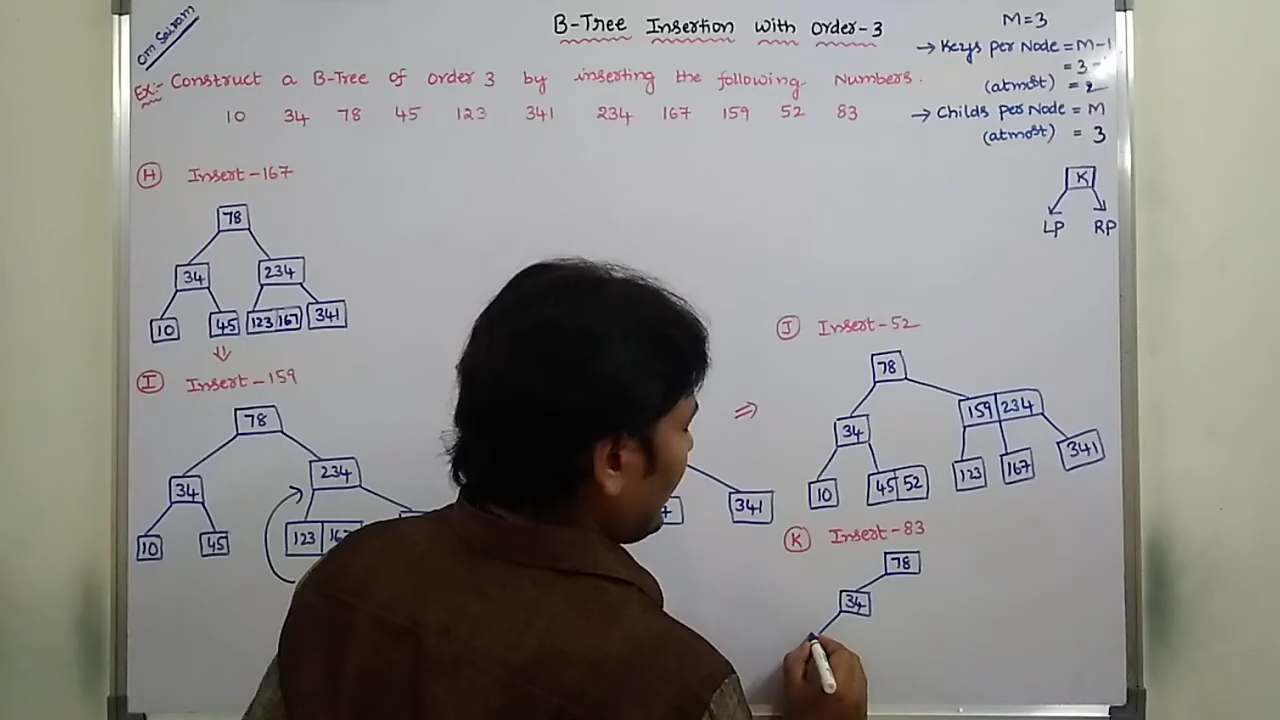 Om Sairam
B-Tree Insertion with order-3
M=3
→ Keys per Node = M-1
= 3-
(atmost) = 2
→ Childs per Node = M
(atmost) = 3
Ex:- Construct a B-Tree of order 3 by inserting the following Numbers.
10 34 78 45 123 341 234 167 159 52 83
K
LP RP
H Insert-167
78
34 234
10 45 123 167 341
I Insert-159
78
34 234
10 45 123
341
J Insert-52
78
34 159 234
10 45 52 123 167 341
K Insert-83
78
34